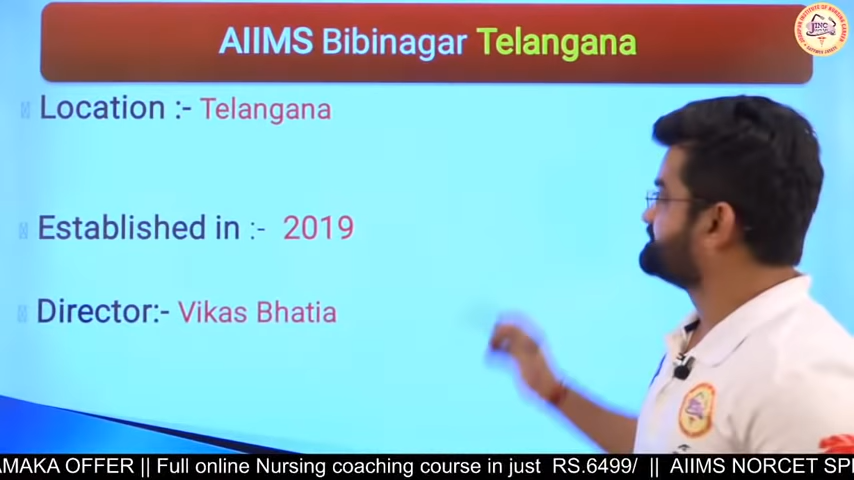 AIIMS Bibinagar Telangana
JINC
Location :- Telangana
Established in :- 2019
Director:- Vikas Bhatia
AMAKA OFFER || Full online Nursing coaching course in just RS.6499/ || AIIMS NORCET SP